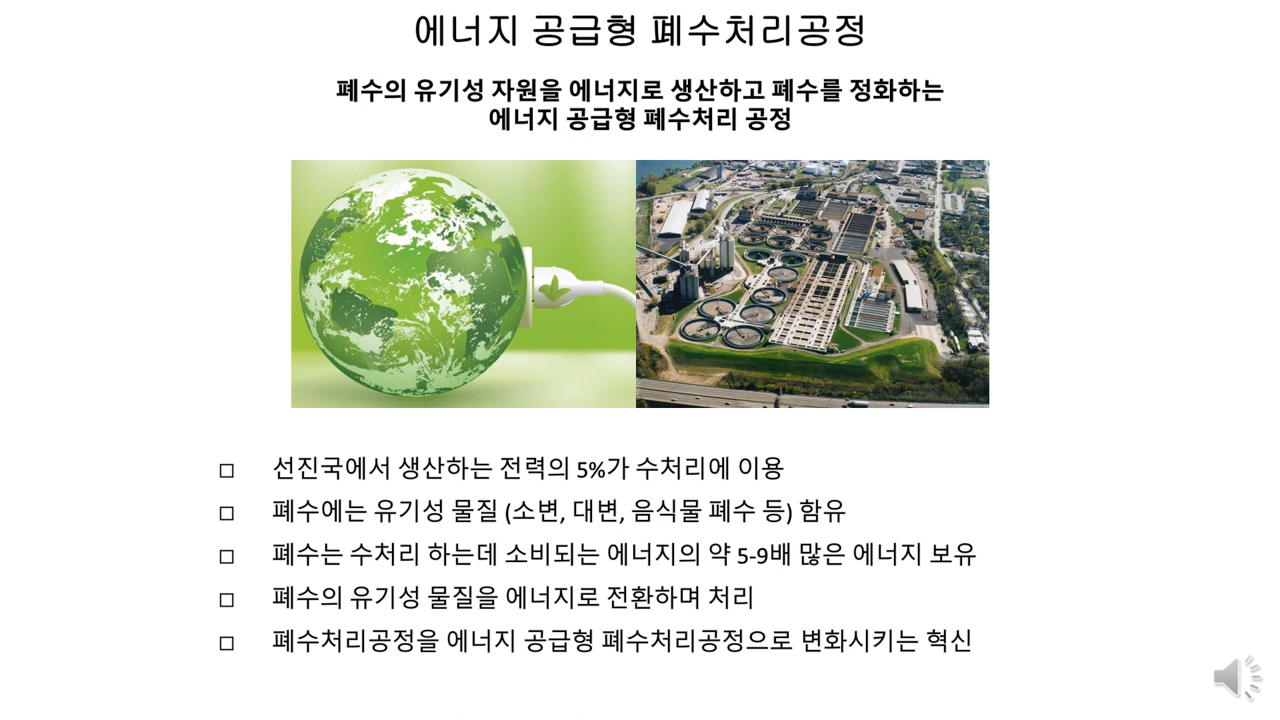 에너지 공급형 폐수처리공정
폐수의 유기성 자원을 에너지로 생산하고 폐수를 정화하는
에너지 공급형 폐수처리 공정
□ 선진국에서 생산하는 전력의 5%가 수처리에 이용
□ 폐수에는 유기성 물질 (소변, 대변, 음식물 폐수 등) 함유
□ 폐수는 수처리 하는데 소비되는 에너지의 약 5-9배 많은 에너지 보유
□ 폐수의 유기성 물질을 에너지로 전환하며 처리
□ 폐수처리공정을 에너지 공급형 폐수처리공정으로 변화시키는 혁신